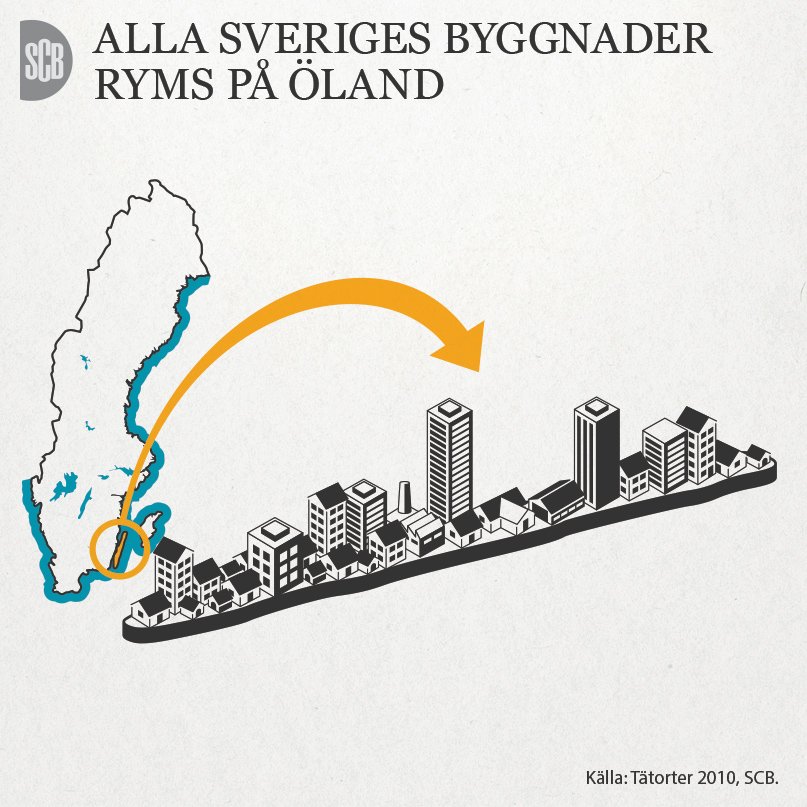 SCB
ALLA SVERIGES BYGGNADER
RYMS PÅ ÖLAND
Källa: Tätorter 2010, SCB.